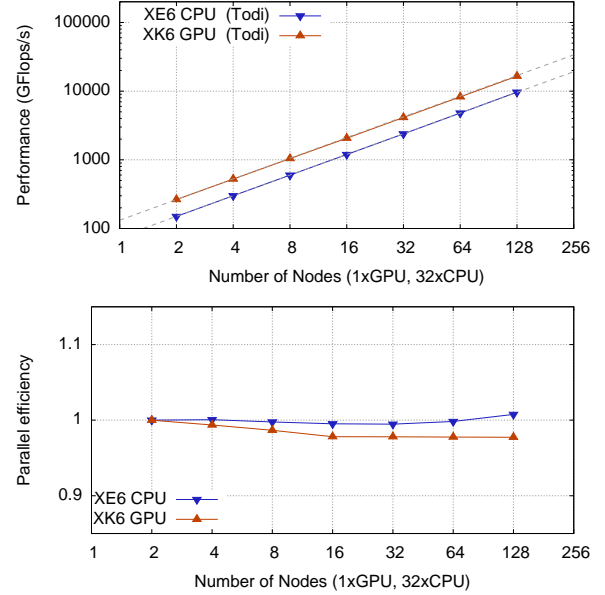 XE6 CPU (Todi)
XK6 GPU (Todi)
Performance (GFlops/s)
100000
10000
1000
100
1 2 4 8 16 32 64 128 256
Number of Nodes (1xGPU, 32xCPU)
Parallel efficiency
1.1
1
0.9
XE6 CPU
XK6 GPU
1 2 4 8 16 32 64 128 256
Number of Nodes (1xGPU, 32xCPU)